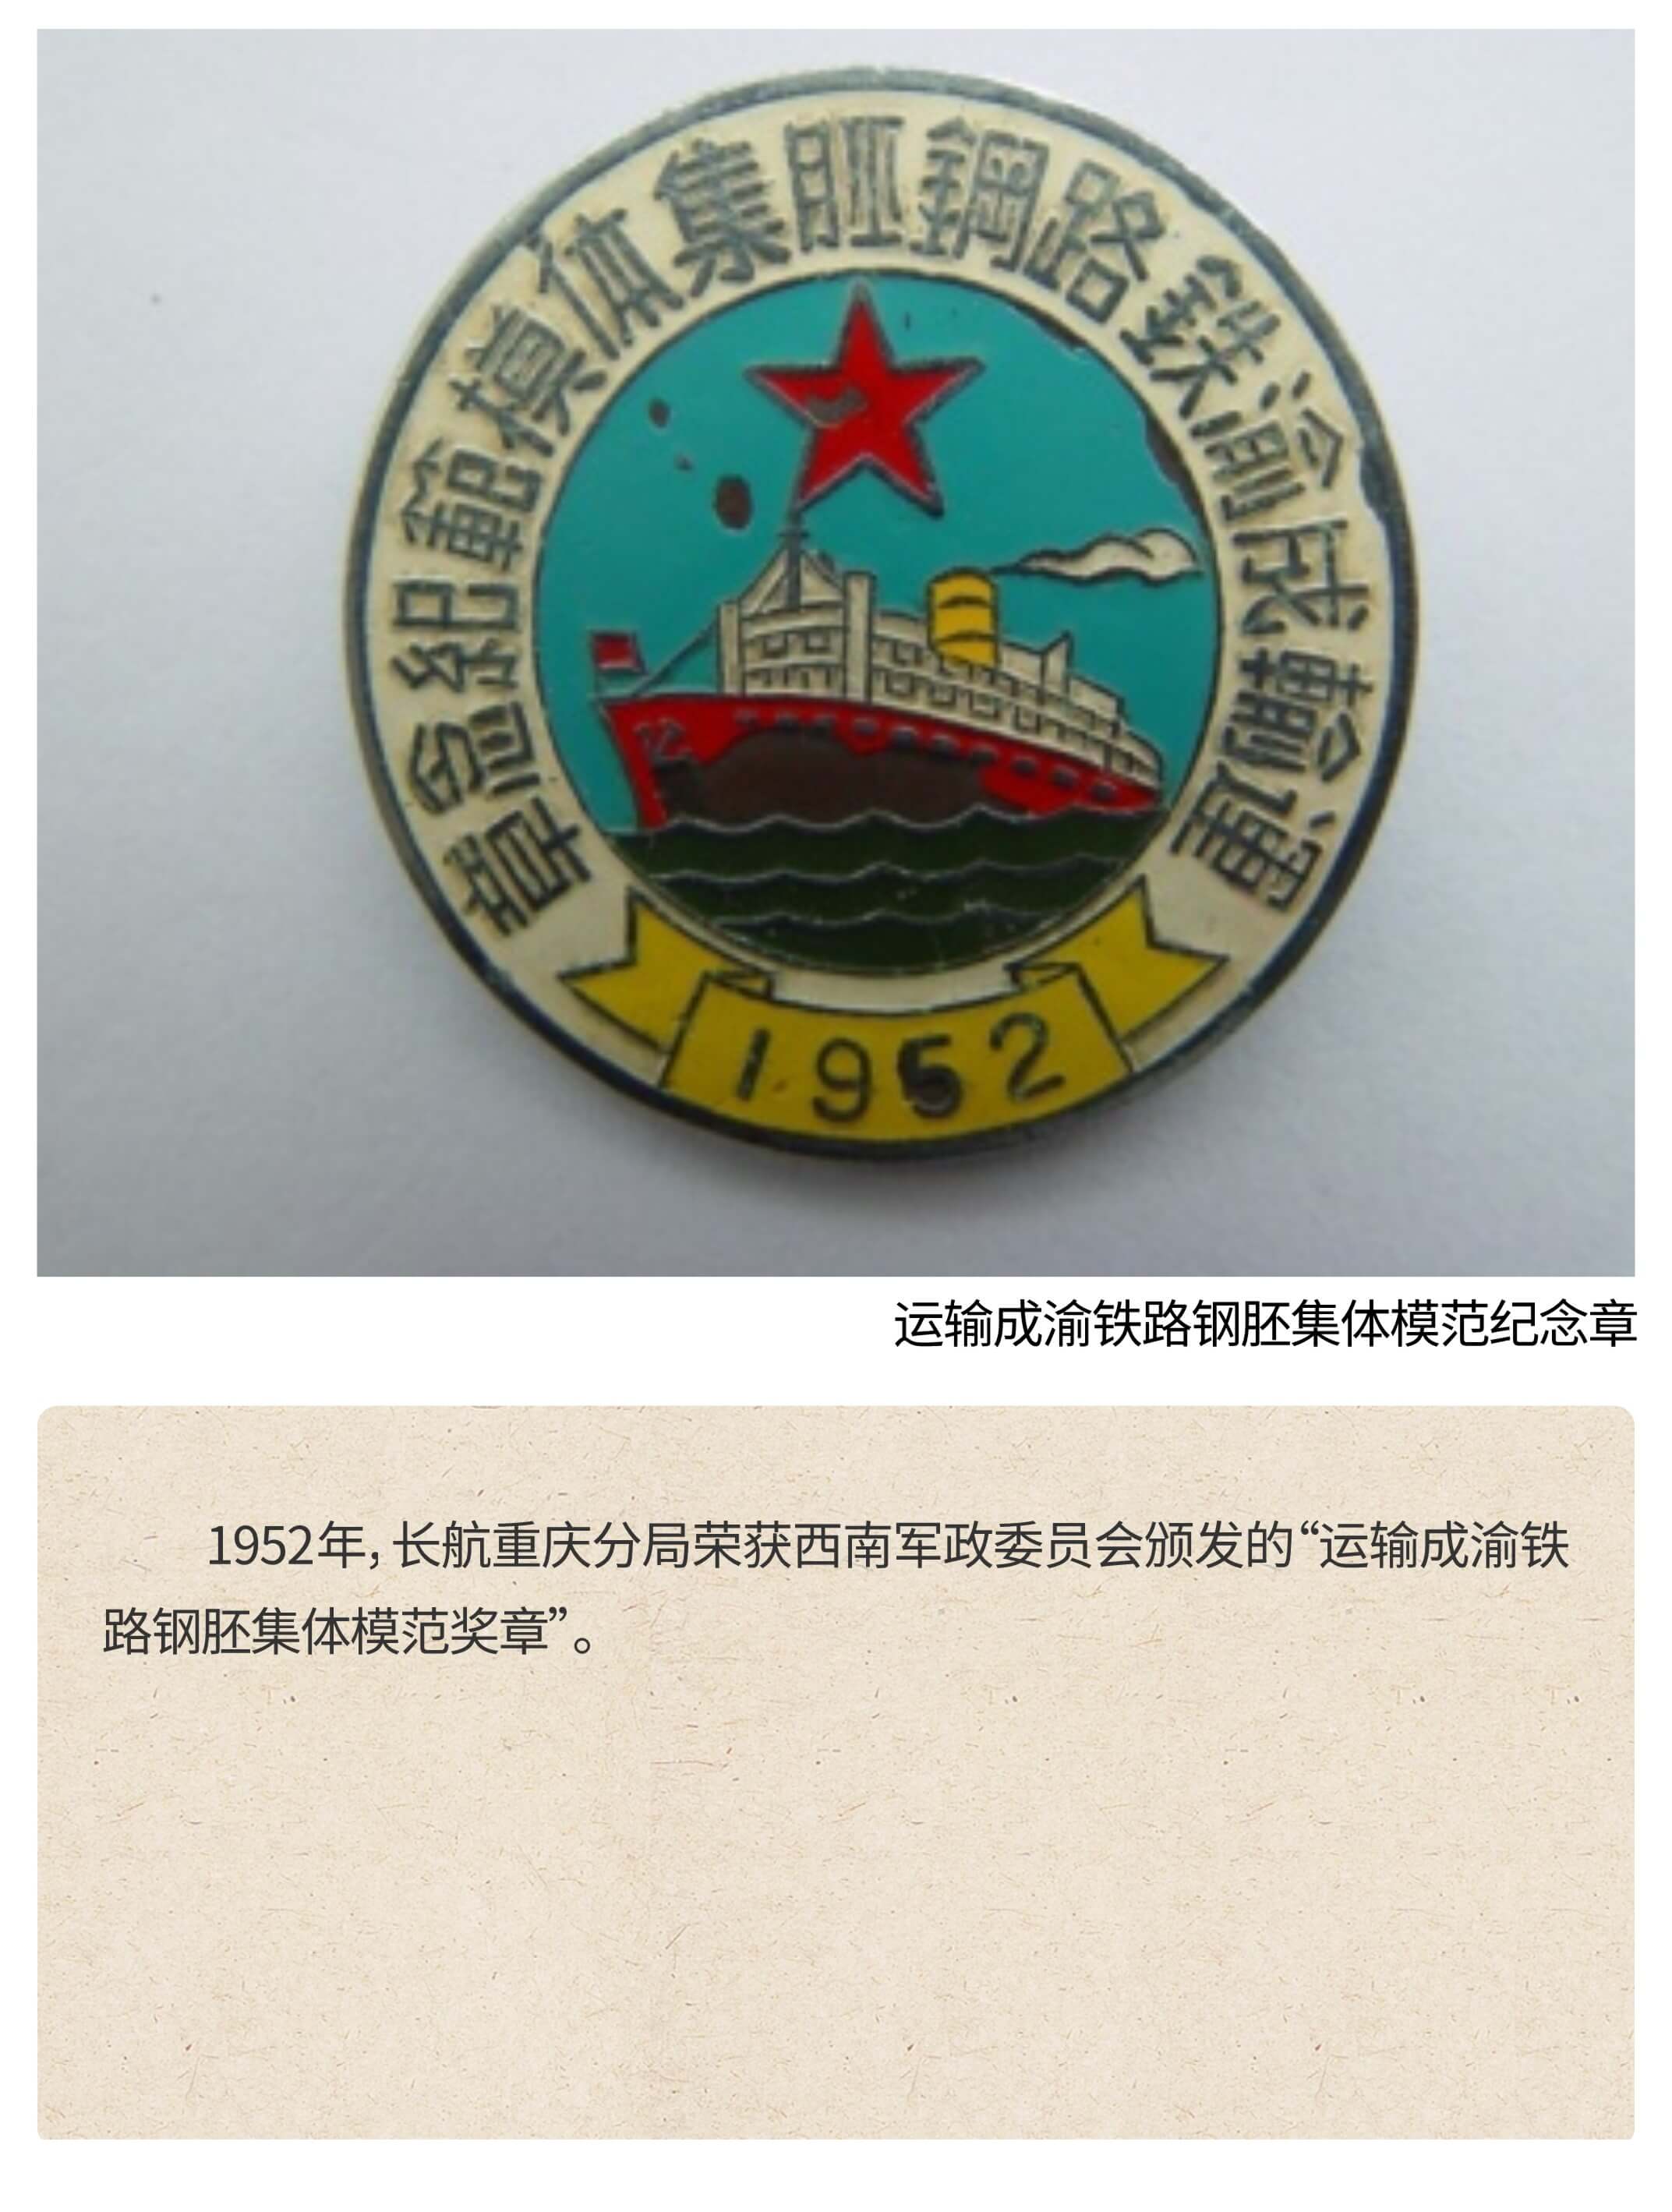 運輸成渝鉄路鋼胚集体模範紀念章
1952
运输成渝铁路钢胚集体模范纪念章
1952年，长航重庆分局荣获西南军政委员会颁发的“运输成渝铁
路钢胚集体模范奖章”。